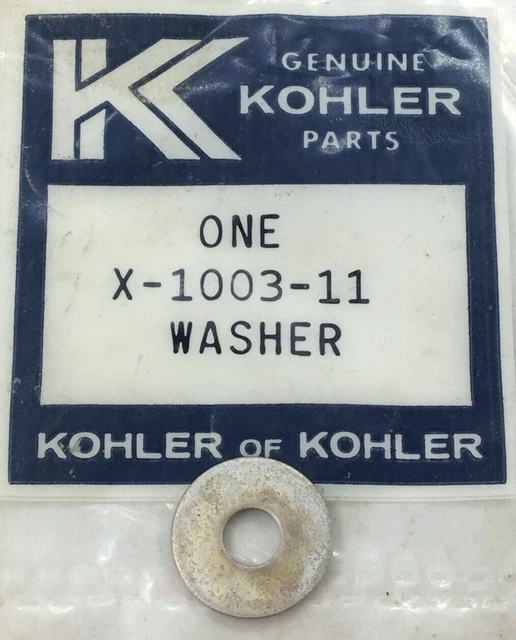 GENUINE
KOHLER
PARTS
ONE
X-1003-11
WASHER
KOHLER OF KOHLER